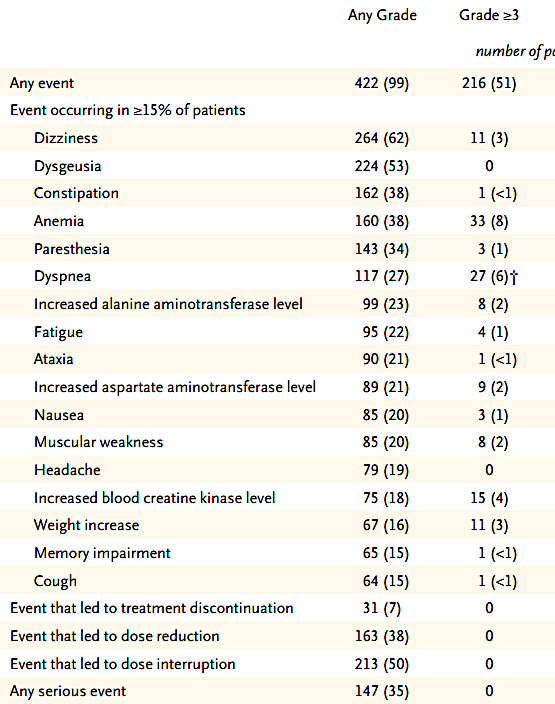 Any Grade Grade ≥3
number of pa
Any event 422 (99) 216 (51)
Event occurring in ≥15% of patients
Dizziness 264 (62) 11 (3)
Dysgeusia 224 (53) 0
Constipation 162 (38) 1 (<1)
Anemia 160 (38) 33 (8)
Paresthesia 143 (34) 3 (1)
Dyspnea 117 (27) 27 (6)†
Increased alanine aminotransferase level 99 (23) 8 (2)
Fatigue 95 (22) 4 (1)
Ataxia 90 (21) 1 (<1)
Increased aspartate aminotransferase level 89 (21) 9 (2)
Nausea 85 (20) 3 (1)
Muscular weakness 85 (20) 8 (2)
Headache 79 (19) 0
Increased blood creatine kinase level 75 (18) 15 (4)
Weight increase 67 (16) 11 (3)
Memory impairment 65 (15) 1 (<1)
Cough 64 (15) 1 (<1)
Event that led to treatment discontinuation 31 (7) 0
Event that led to dose reduction 163 (38) 0
Event that led to dose interruption 213 (50) 0
Any serious event 147 (35) 0